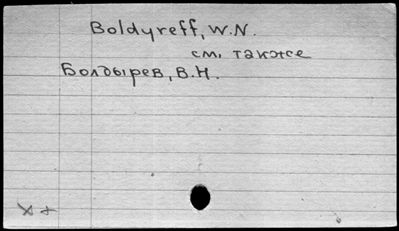 Boldyreff, W.N.
см. также
Болдырев, В.Н.